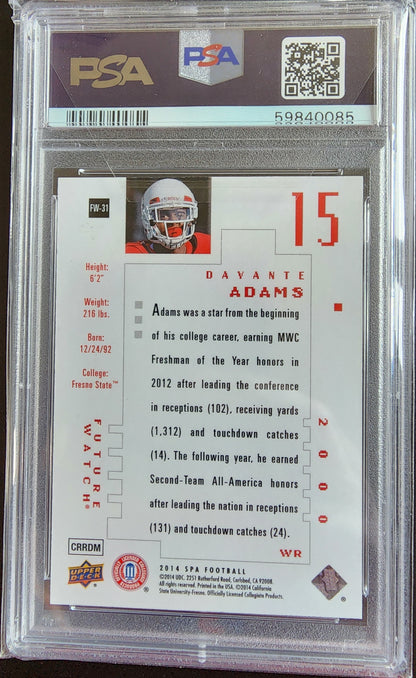 PSA
PSA
59840085
FW-31
15
DAVANTE
ADAMS
Height:
6'2"
Weight:
216 lbs.
Born:
12/24/92
College:
Fresno State™
Adams was a star from the beginning
of his college career, earning MWC
Freshman of the Year honors in
2012 after leading the conference
in receptions (102), receiving yards
(1,312) and touchdown catches
(14). The following year, he earned
Second-Team All-America honors
after leading the nation in receptions
(131) and touchdown catches (24).
FUTURE
WATCH®
2000
WR
CRRDM
UPPER
DECK
®
2014 SPA FOOTBALL
©2014 UDC. 2251 Rutherford Road, Carlsbad, CA 92008.
All rights reserved. Printed in the USA. ©2014 California
State University-Fresno. Officially Licensed Collegiate Products.
®